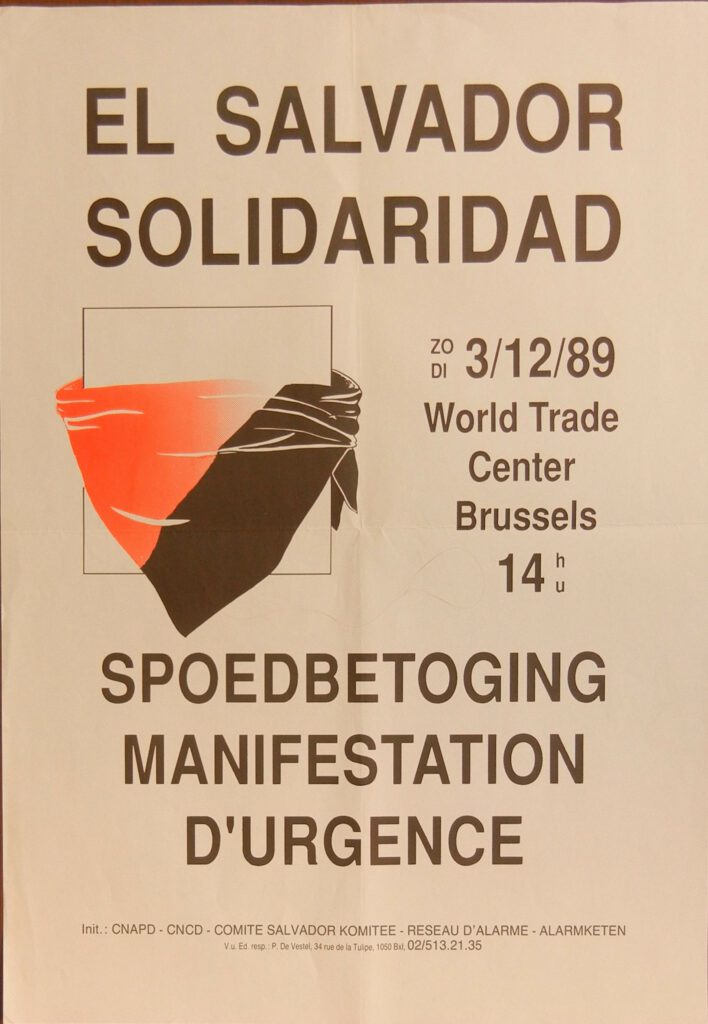 EL SALVADOR
SOLIDARIDAD
ZO
DI
3/12/89
World Trade
Center
Brussels
14 h
u
SPOEDBETOGING
MANIFESTATION
D'URGENCE
Init.: CNAPD - CNCD - COMITE SALVADOR KOMITEE - RESEAU D'ALARME - ALARMKETEN
V.u. Ed. resp.: P. De Vestel, 34 rue de la Tulipe, 1050 Bxl, 02/513.21.35